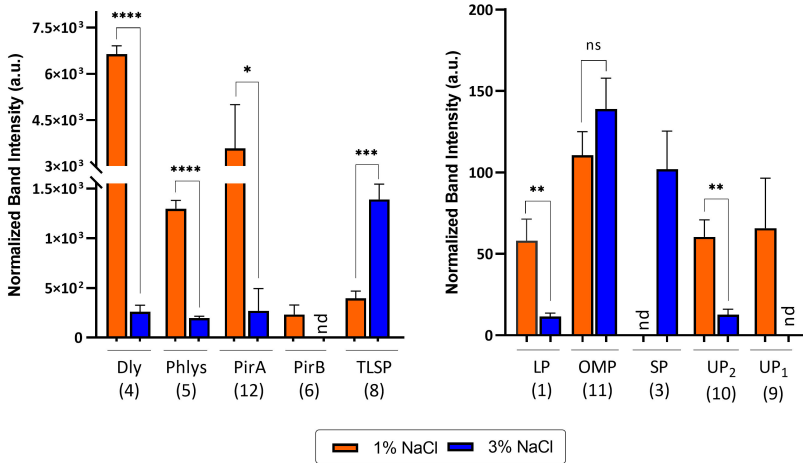 Normalized Band Intensity (a.u.)
7.5×10³
6×10³
4.5×10³
3×10³
1.5×10³
1×10³
5×10²
0
****
****
*
***
nd
Dly
(4)
Phlys
(5)
PirA
(12)
PirB
(6)
TLSP
(8)
Normalized Band Intensity (a.u.)
200
150
100
50
0
**
ns
nd
**
nd
LP
(1)
OMP
(11)
SP
(3)
UP₂
(10)
UP₁
(9)
1% NaCl 3% NaCl